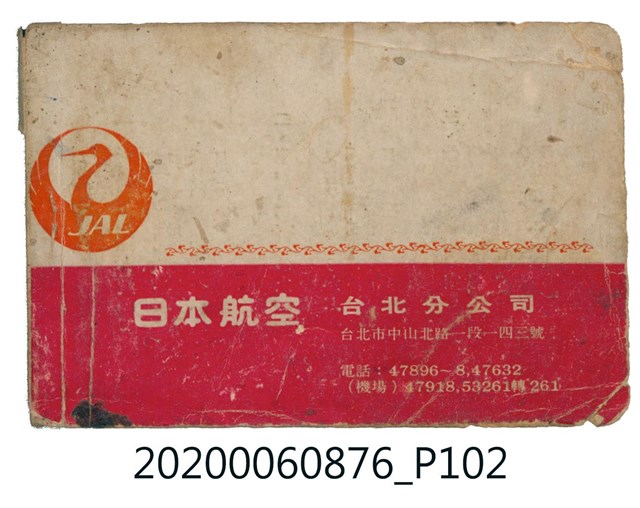 JAL
日本航空 台北分公司
台北市中山北路一段一四三號
電話：47896～8,47632
（機場）47918,53261轉261
20200060876_P102